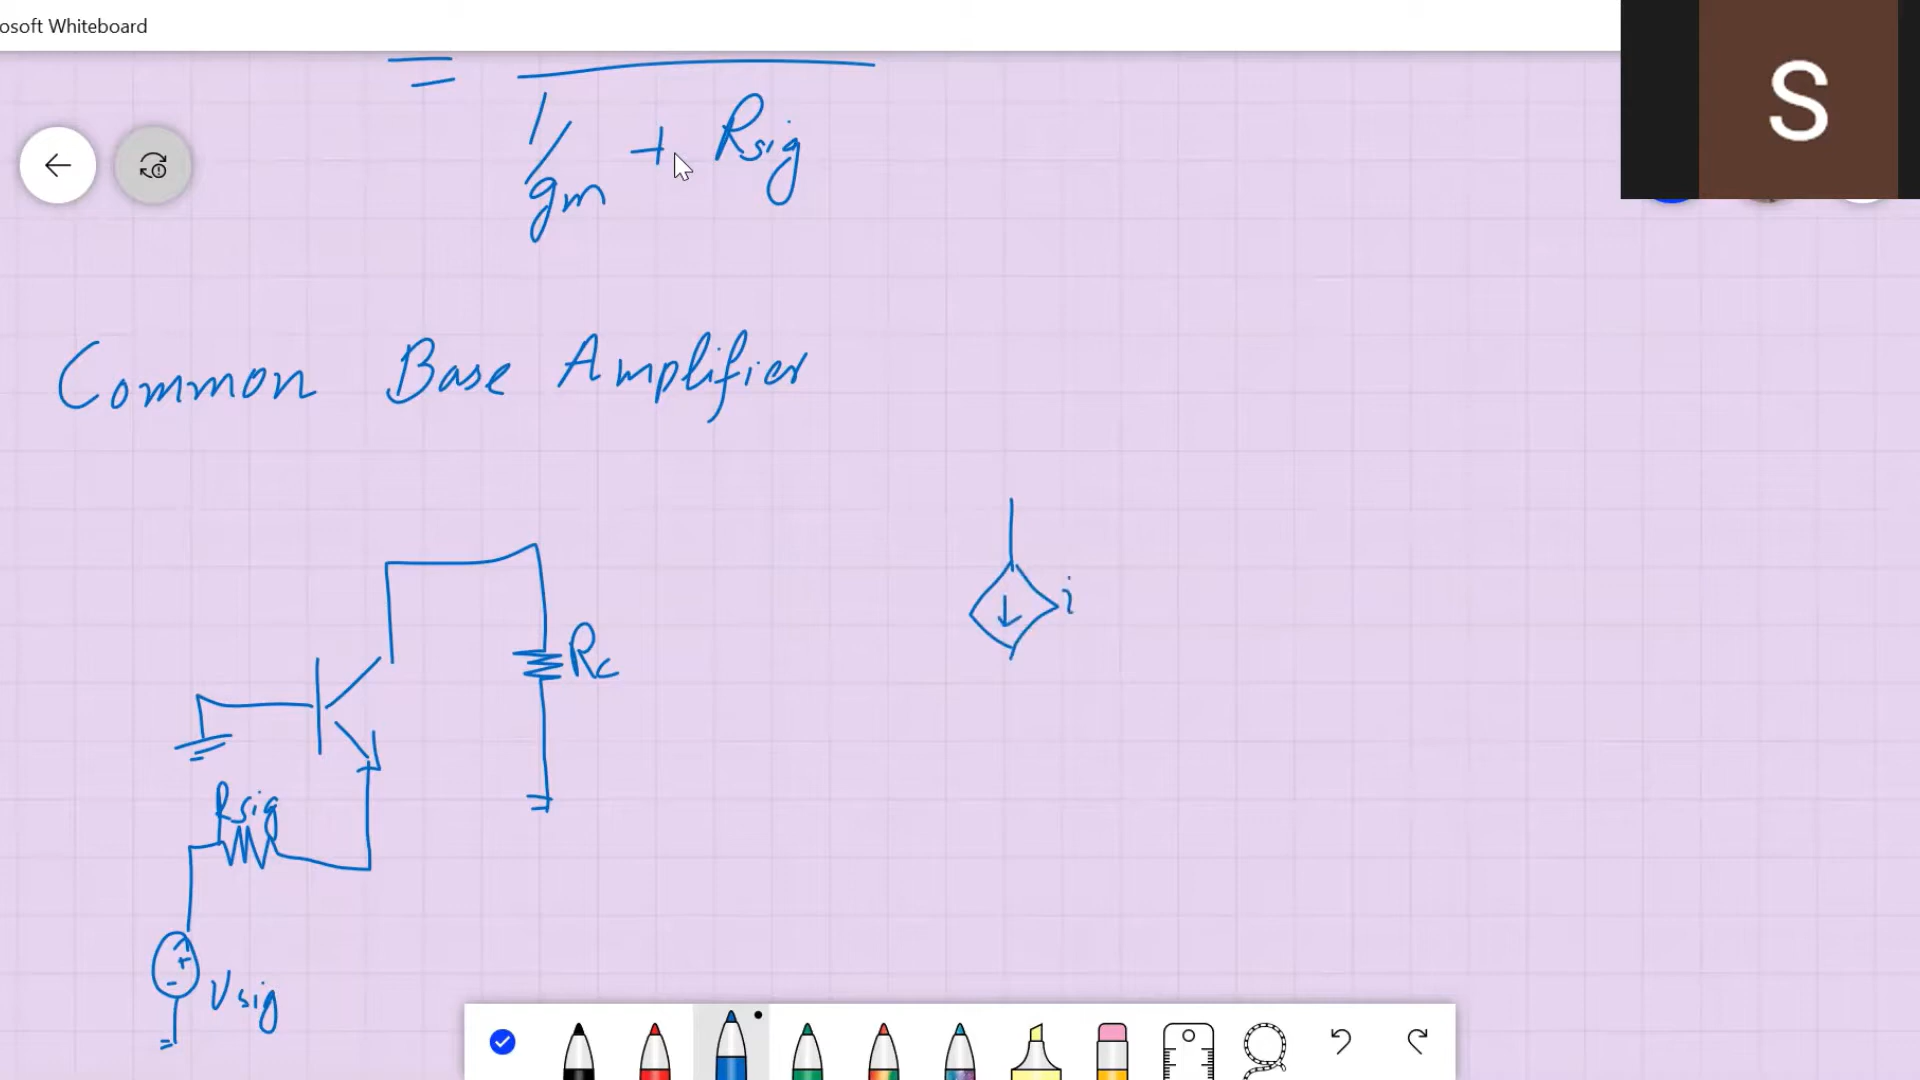 osoft Whiteboard
S
=
1/gm + Rsig
Common Base Amplifier
i
Rc
Rsig
+
-
Vsig